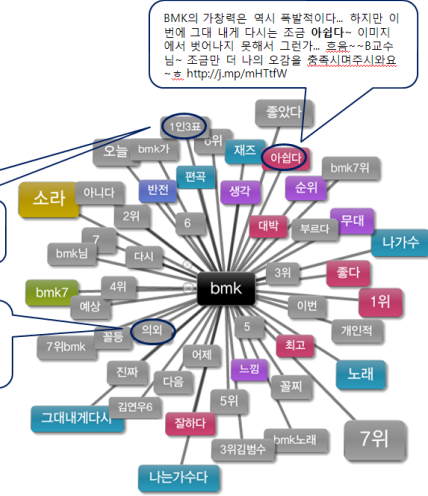 BMK의 가창력은 역시 폭발적이다... 하지만 이
번에 그대 내게 다시는 조금 아쉽다~ 이미지
에서 벗어나지 못해서 그런가... 흐음~~B교수
님~ 조금만 더 나의 오감을 충족시며주시와요
~ㅎ http://j.mp/mHTtfW
좋았다
1인3표
6위
오늘
bmk가
재즈
아쉽다
bmk7위
편곡
반전
생각
순위
소라
아니다
2위
6
대박
부르다
무대
나가수
7
bmk님
다시
3위
좋다
bmk7
4위
bmk
예상
이번
1위
개인적
의외
5
꼴등
7위bmk
어제
최고
진짜
다음
느낌
꼴찌
노래
그대내게다시
김연우6
5위
잘하다
bmk노래
7위
3위김범수
나는가수다